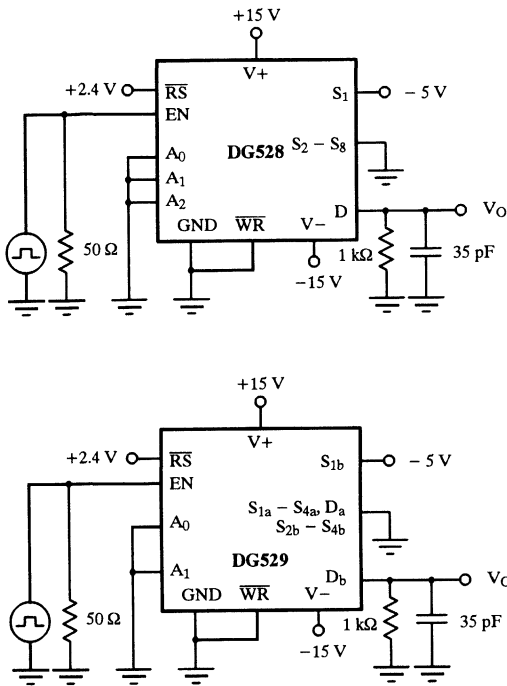 +15 V
V+
+2.4 V
RS
S1
− 5 V
EN
S2 − S8
A0
DG528
A1
A2
D
VO
GND
WR
V−
50 Ω
1 kΩ
35 pF
−15 V
+15 V
V+
+2.4 V
RS
S1b
− 5 V
EN
S1a − S4a, Da
S2b − S4b
A0
DG529
A1
Db
VO
GND
WR
V−
50 Ω
1 kΩ
35 pF
−15 V